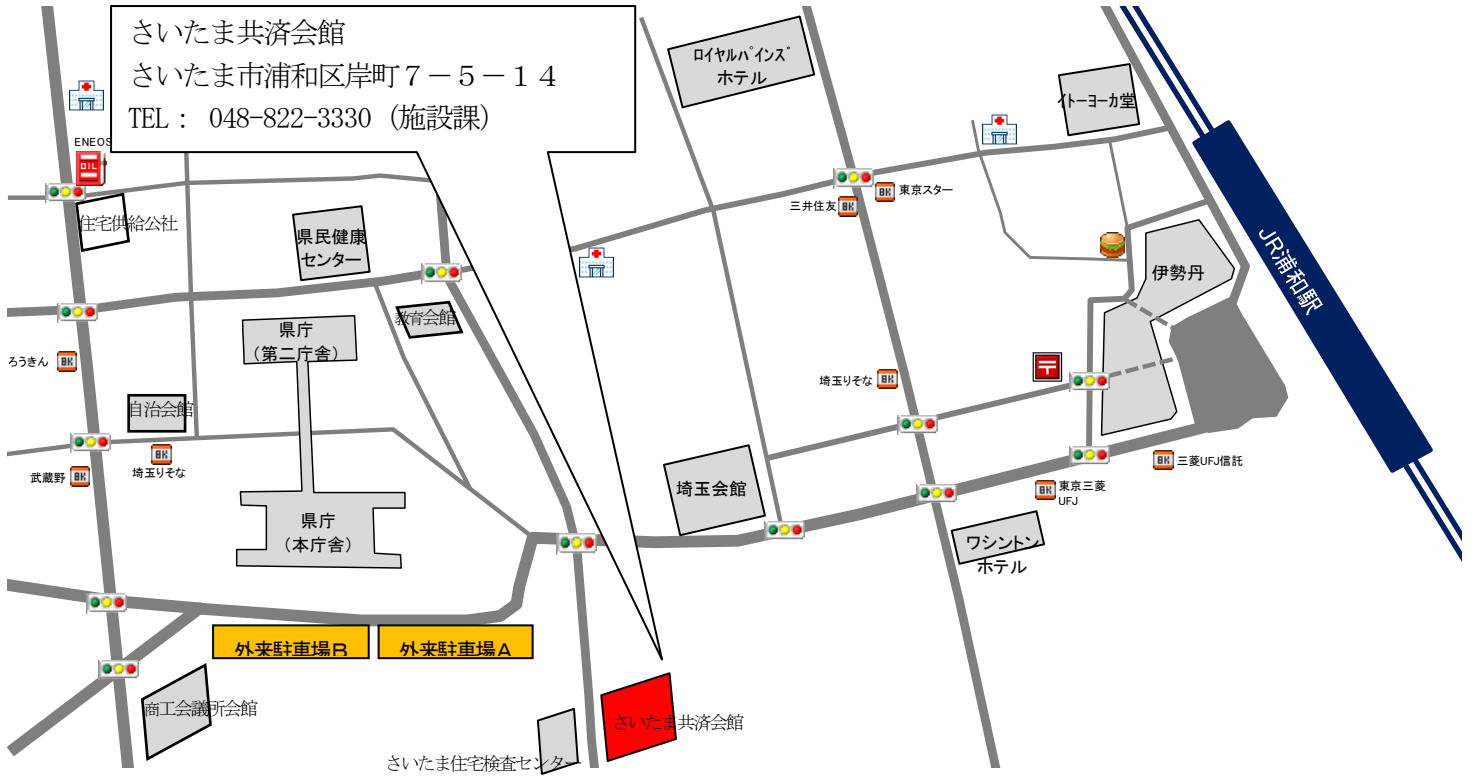 さいたま共済会館
さいたま市浦和区岸町７－５－１４
TEL： 048-822-3330（施設課）
ロイヤルパインズ
ホテル
イトーヨーカ堂
ENEOS
東京スター
三井住友
住宅供給公社
県民健康
センター
JR浦和駅
伊勢丹
教育会館
県庁
（第二庁舎）
ろうきん
埼玉りそな
自治会館
埼玉りそな
武蔵野
三菱UFJ信託
東京三菱
UFJ
埼玉会館
県庁
（本庁舎）
ワシントン
ホテル
外来駐車場B
外来駐車場A
商工会議所会館
さいたま共済会館
さいたま住宅検査センター
OIL
BK
BK
BK
BK
BK
BK
BK
BK
〒